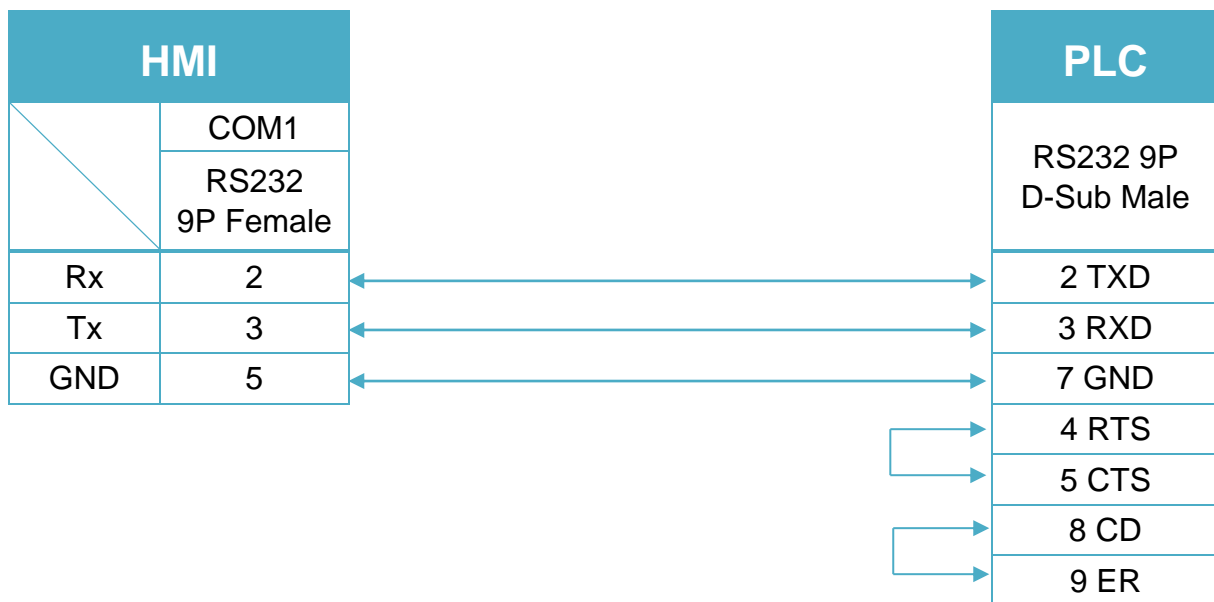 HMI
PLC
COM1
RS232
9P Female
RS232 9P
D-Sub Male
Rx 2 2 TXD
Tx 3 3 RXD
GND 5 7 GND
4 RTS
5 CTS
8 CD
9 ER